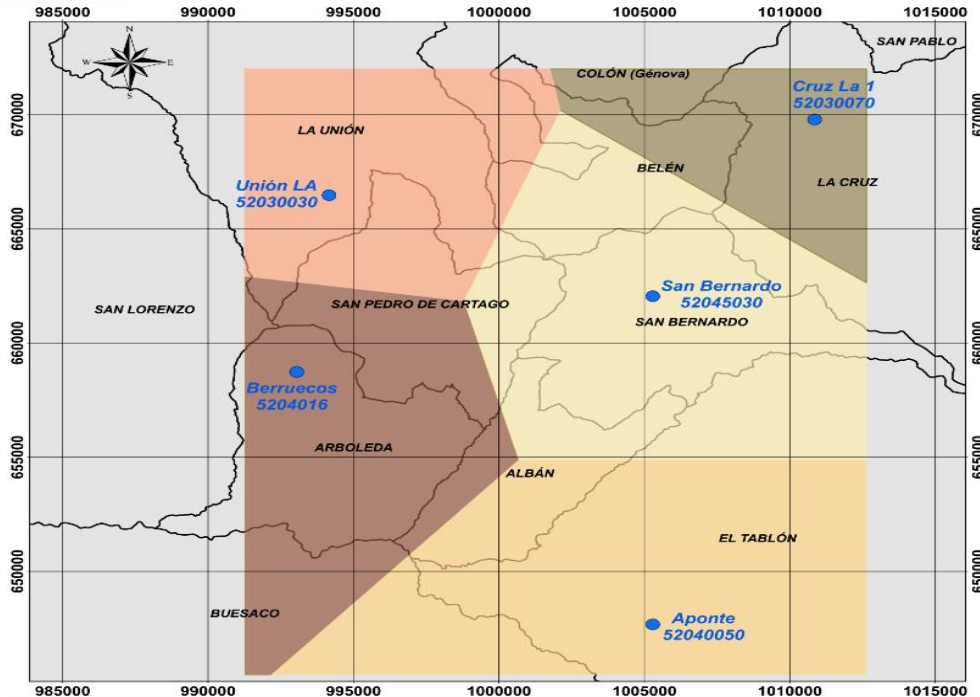 985000 990000 995000 1000000 1005000 1010000 1015000
N
W E
S
SAN PABLO
COLÓN (Génova)
Cruz La 1
52030070
670000 670000
LA UNIÓN
BELÉN
LA CRUZ
Unión LA
52030030
665000 665000
San Bernardo
52045030
SAN PEDRO DE CARTAGO
SAN LORENZO
SAN BERNARDO
660000 660000
Berruecos
5204016
ARBOLEDA
655000 655000
ALBÁN
EL TABLÓN
650000 650000
BUESACO
Aponte
52040050
985000 990000 995000 1000000 1005000 1010000 1015000